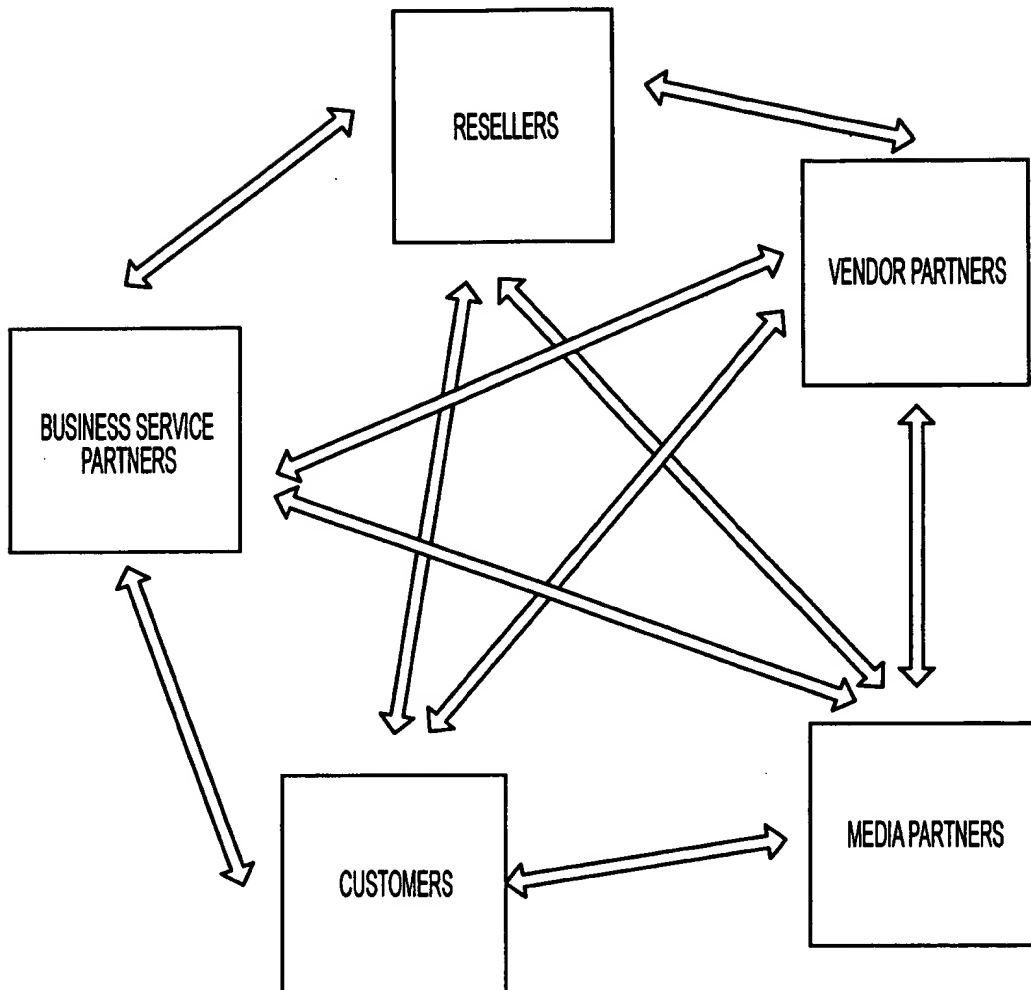 RESELLERS
VENDOR PARTNERS
BUSINESS SERVICE
PARTNERS
MEDIA PARTNERS
CUSTOMERS